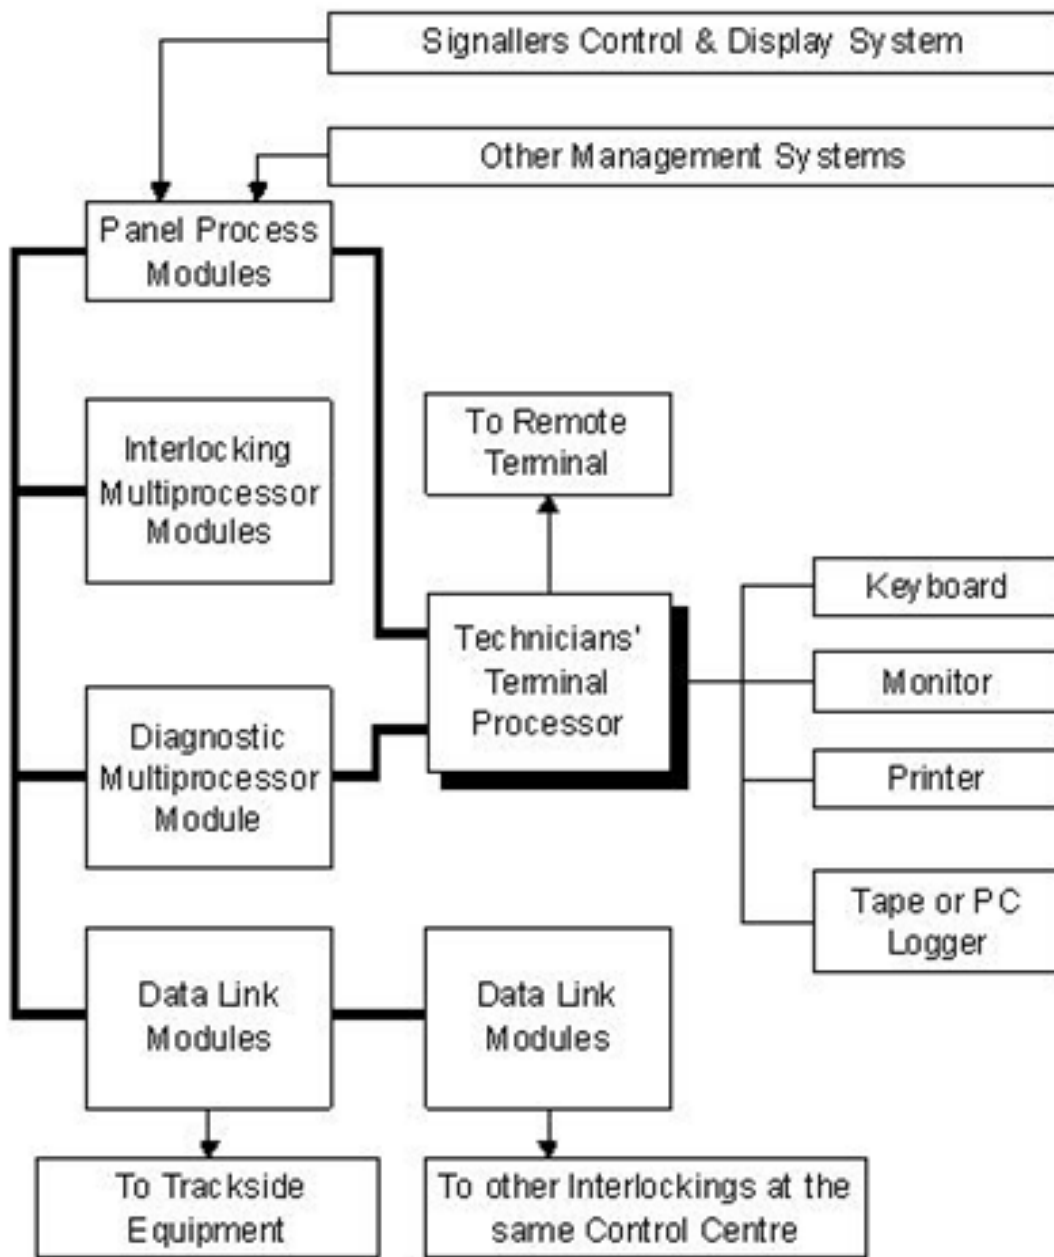 Signallers Control & Display System
Other Management Systems
Panel Process
Modules
Interlocking
Multiprocessor
Modules
To Remote
Terminal
Keyboard
Technicians'
Terminal
Processor
Monitor
Diagnostic
Multiprocessor
Module
Printer
Tape or PC
Logger
Data Link
Modules
Data Link
Modules
To Trackside
Equipment
To other Interlockings at the
same Control Centre